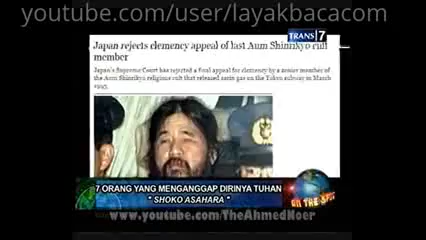 youtube.com/user/layakbacacom
TRANS 7
Japan rejects clemency appeal of last Aum Shinrikyo cult
member
Japan's Supreme Court has rejected a final appeal for clemency by a senior member of
the Aum Shinrikyo religious cult that released sarin gas on the Tokyo subway in March
1995.
7 ORANG YANG MENGANGGAP DIRINYA TUHAN
" SHOKO ASAHARA "
ON THE SPOT
www.youtube.com/TheAhmedNoer